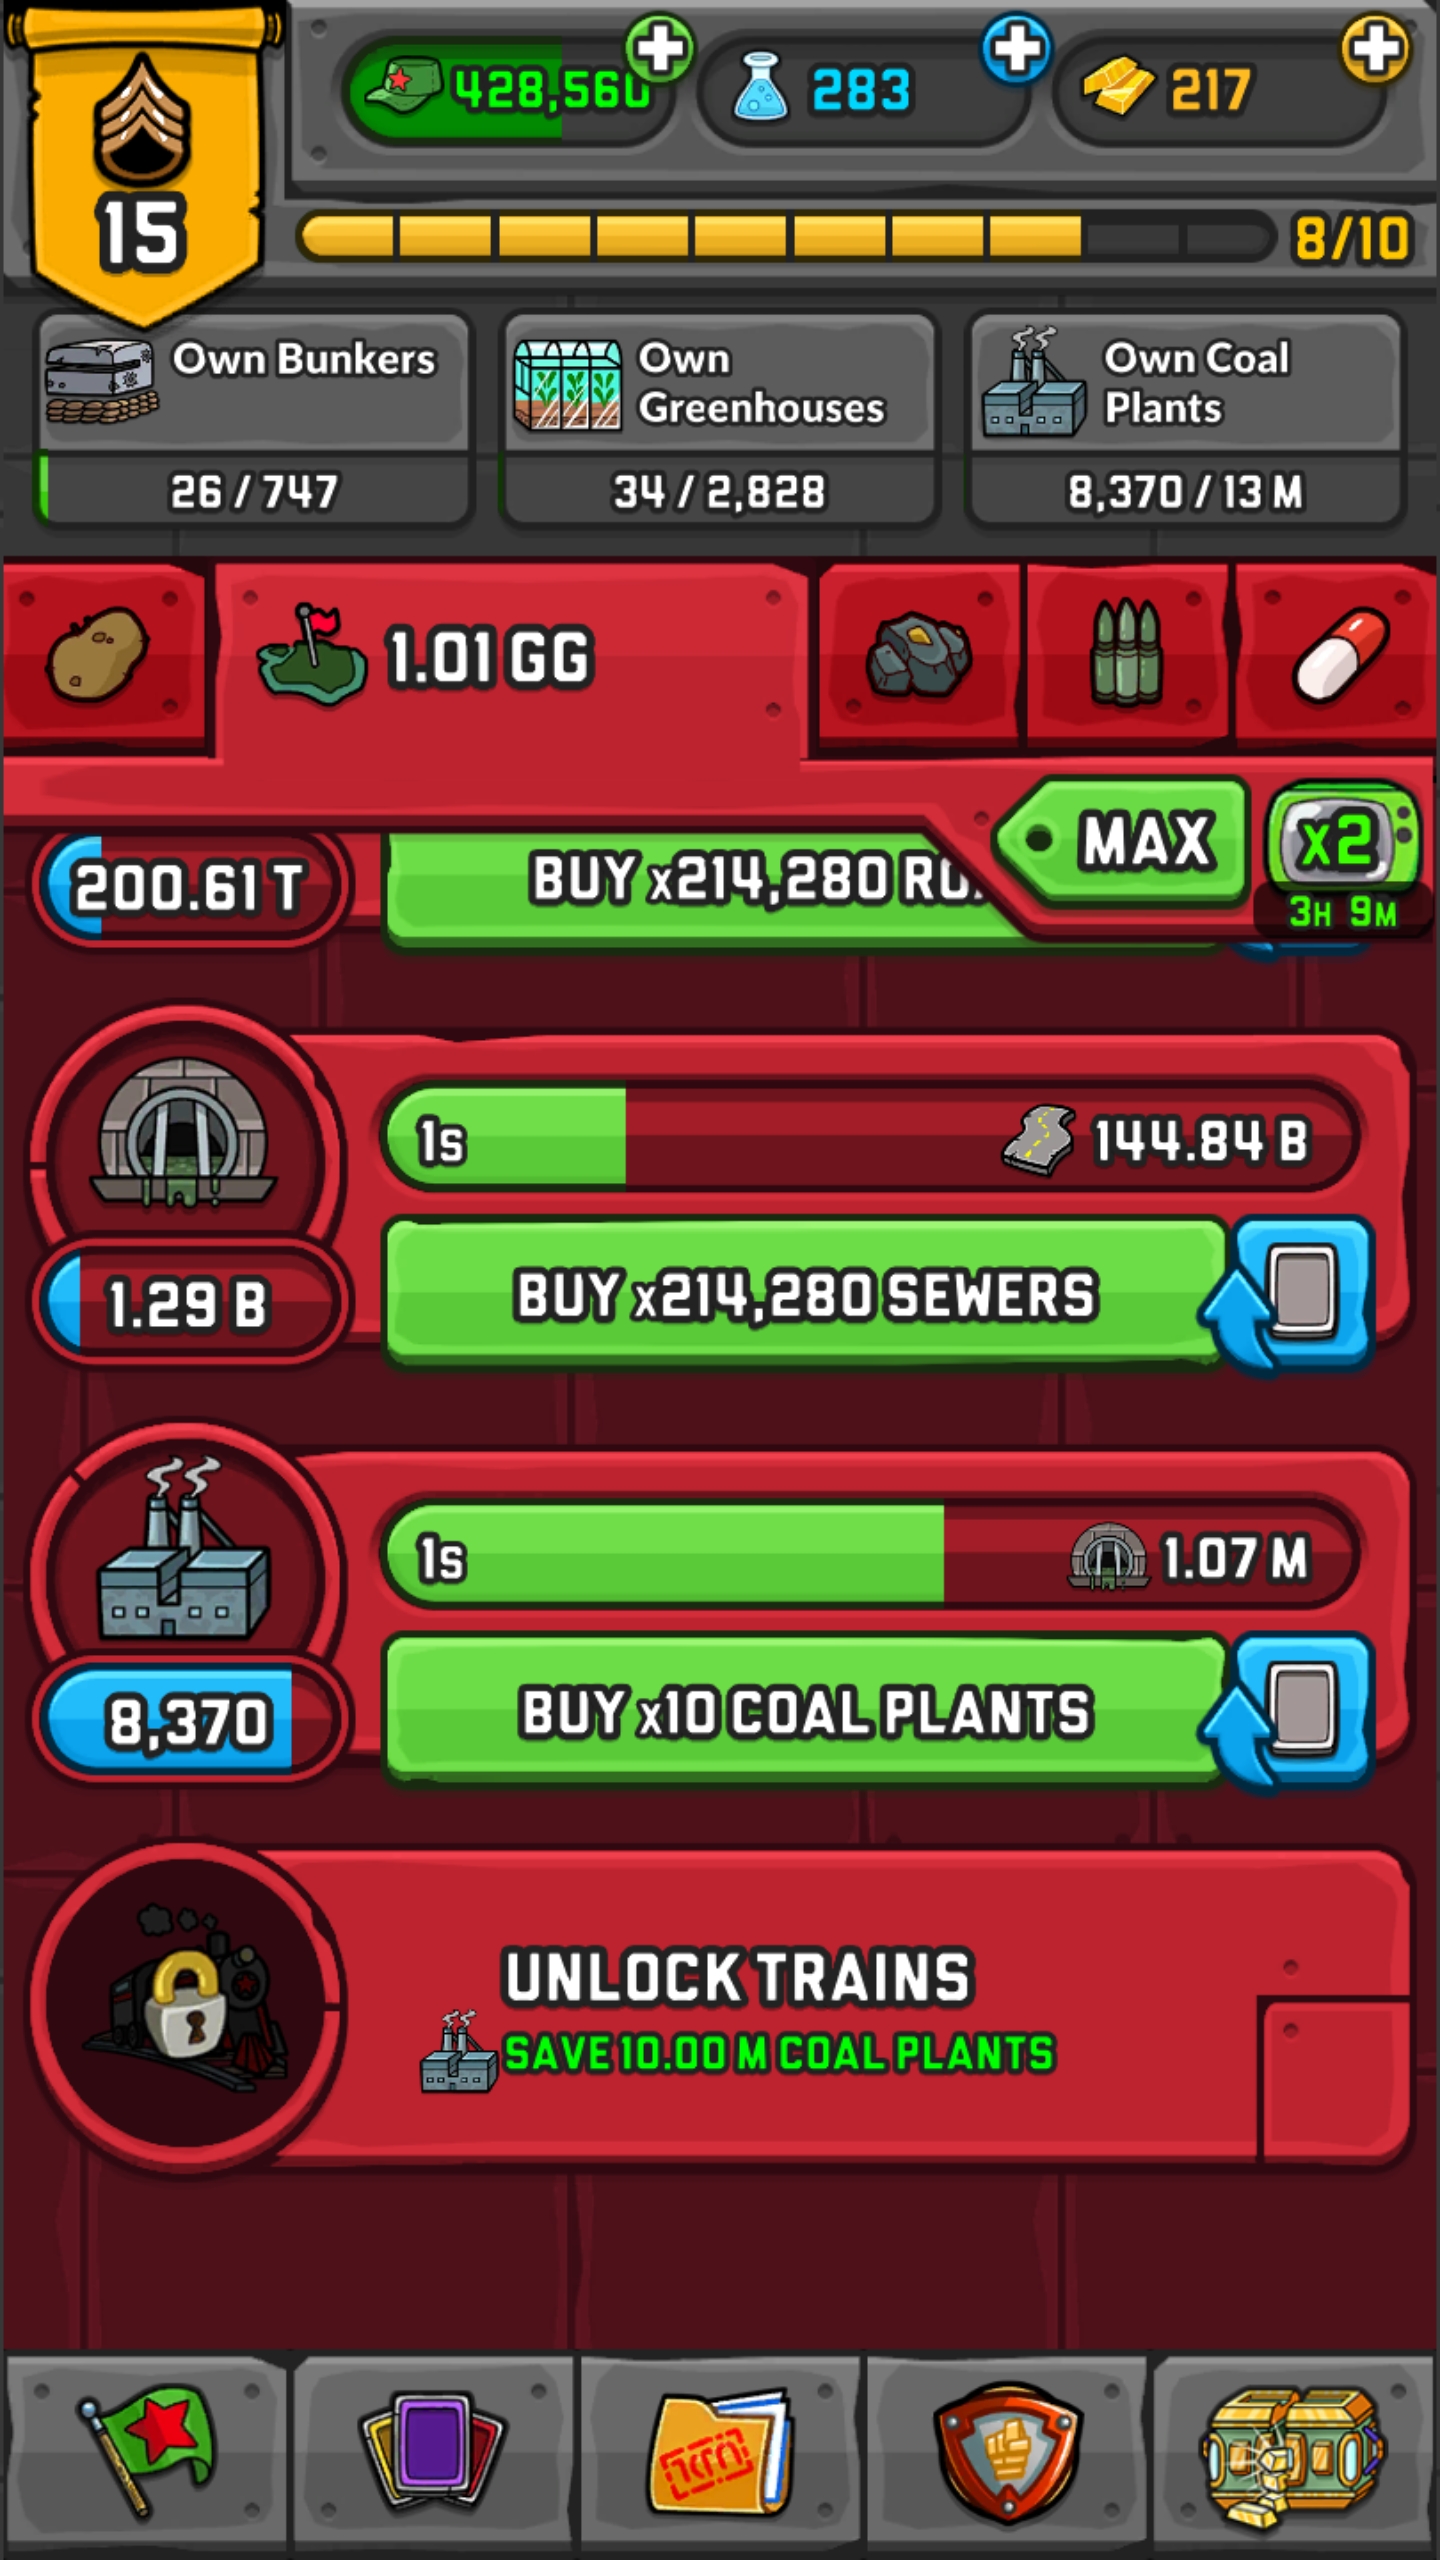 428,560
283
217
15
8/10
Own Bunkers
26 / 747
Own
Greenhouses
34 / 2,828
Own Coal
Plants
8,370 / 13 M
1.01 GG
MAX
x2
3H 9M
200.61 T
BUY x214,280
1s
144.84 B
1.29 B
BUY x214,280 SEWERS
1s
1.07 M
8,370
BUY x10 COAL PLANTS
UNLOCK TRAINS
SAVE 10.00 M COAL PLANTS